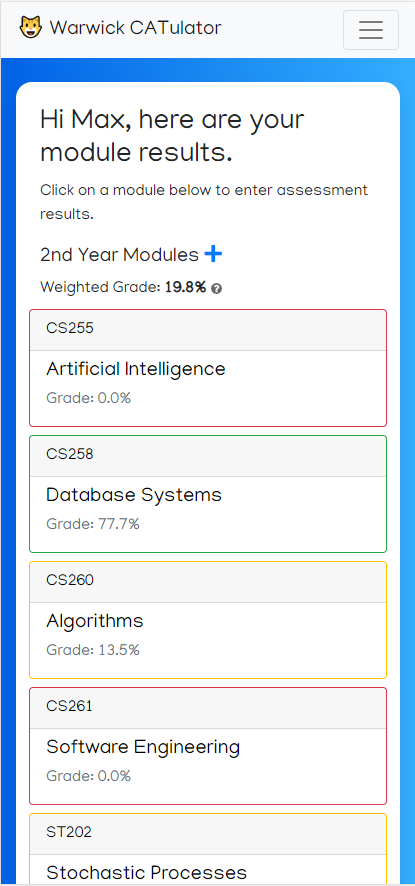 Warwick CATulator
Hi Max, here are your
module results.
Click on a module below to enter assessment
results.
2nd Year Modules
Weighted Grade: 19.8%
CS255
Artificial Intelligence
Grade: 0.0%
CS258
Database Systems
Grade: 77.7%
CS260
Algorithms
Grade: 13.5%
CS261
Software Engineering
Grade: 0.0%
ST202
Stochastic Processes